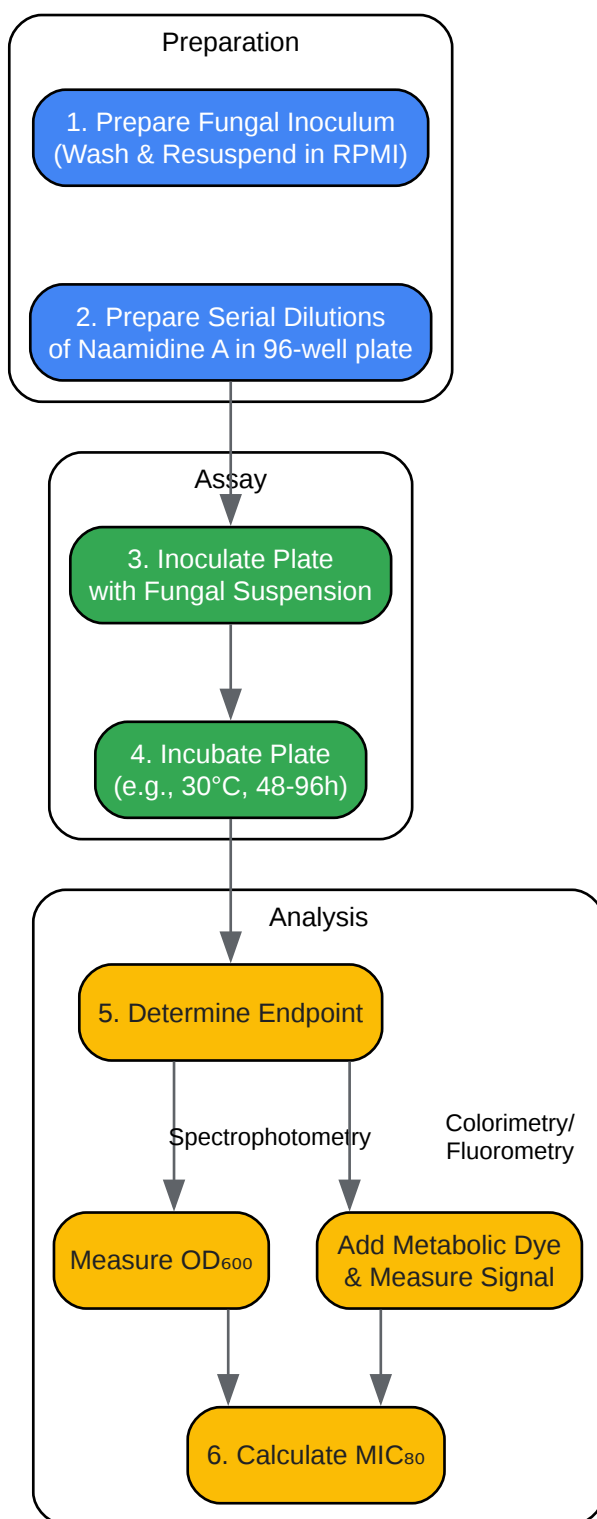 Preparation
1. Prepare Fungal Inoculum
(Wash & Resuspend in RPMI)
2. Prepare Serial Dilutions
of Naamidine A in 96-well plate
Assay
3. Inoculate Plate
with Fungal Suspension
4. Incubate Plate
(e.g., 30°C, 48-96h)
Analysis
5. Determine Endpoint
Spectrophotometry
Colorimetry/
Fluorometry
Measure OD₆₀₀
Add Metabolic Dye
& Measure Signal
6. Calculate MIC₈₀